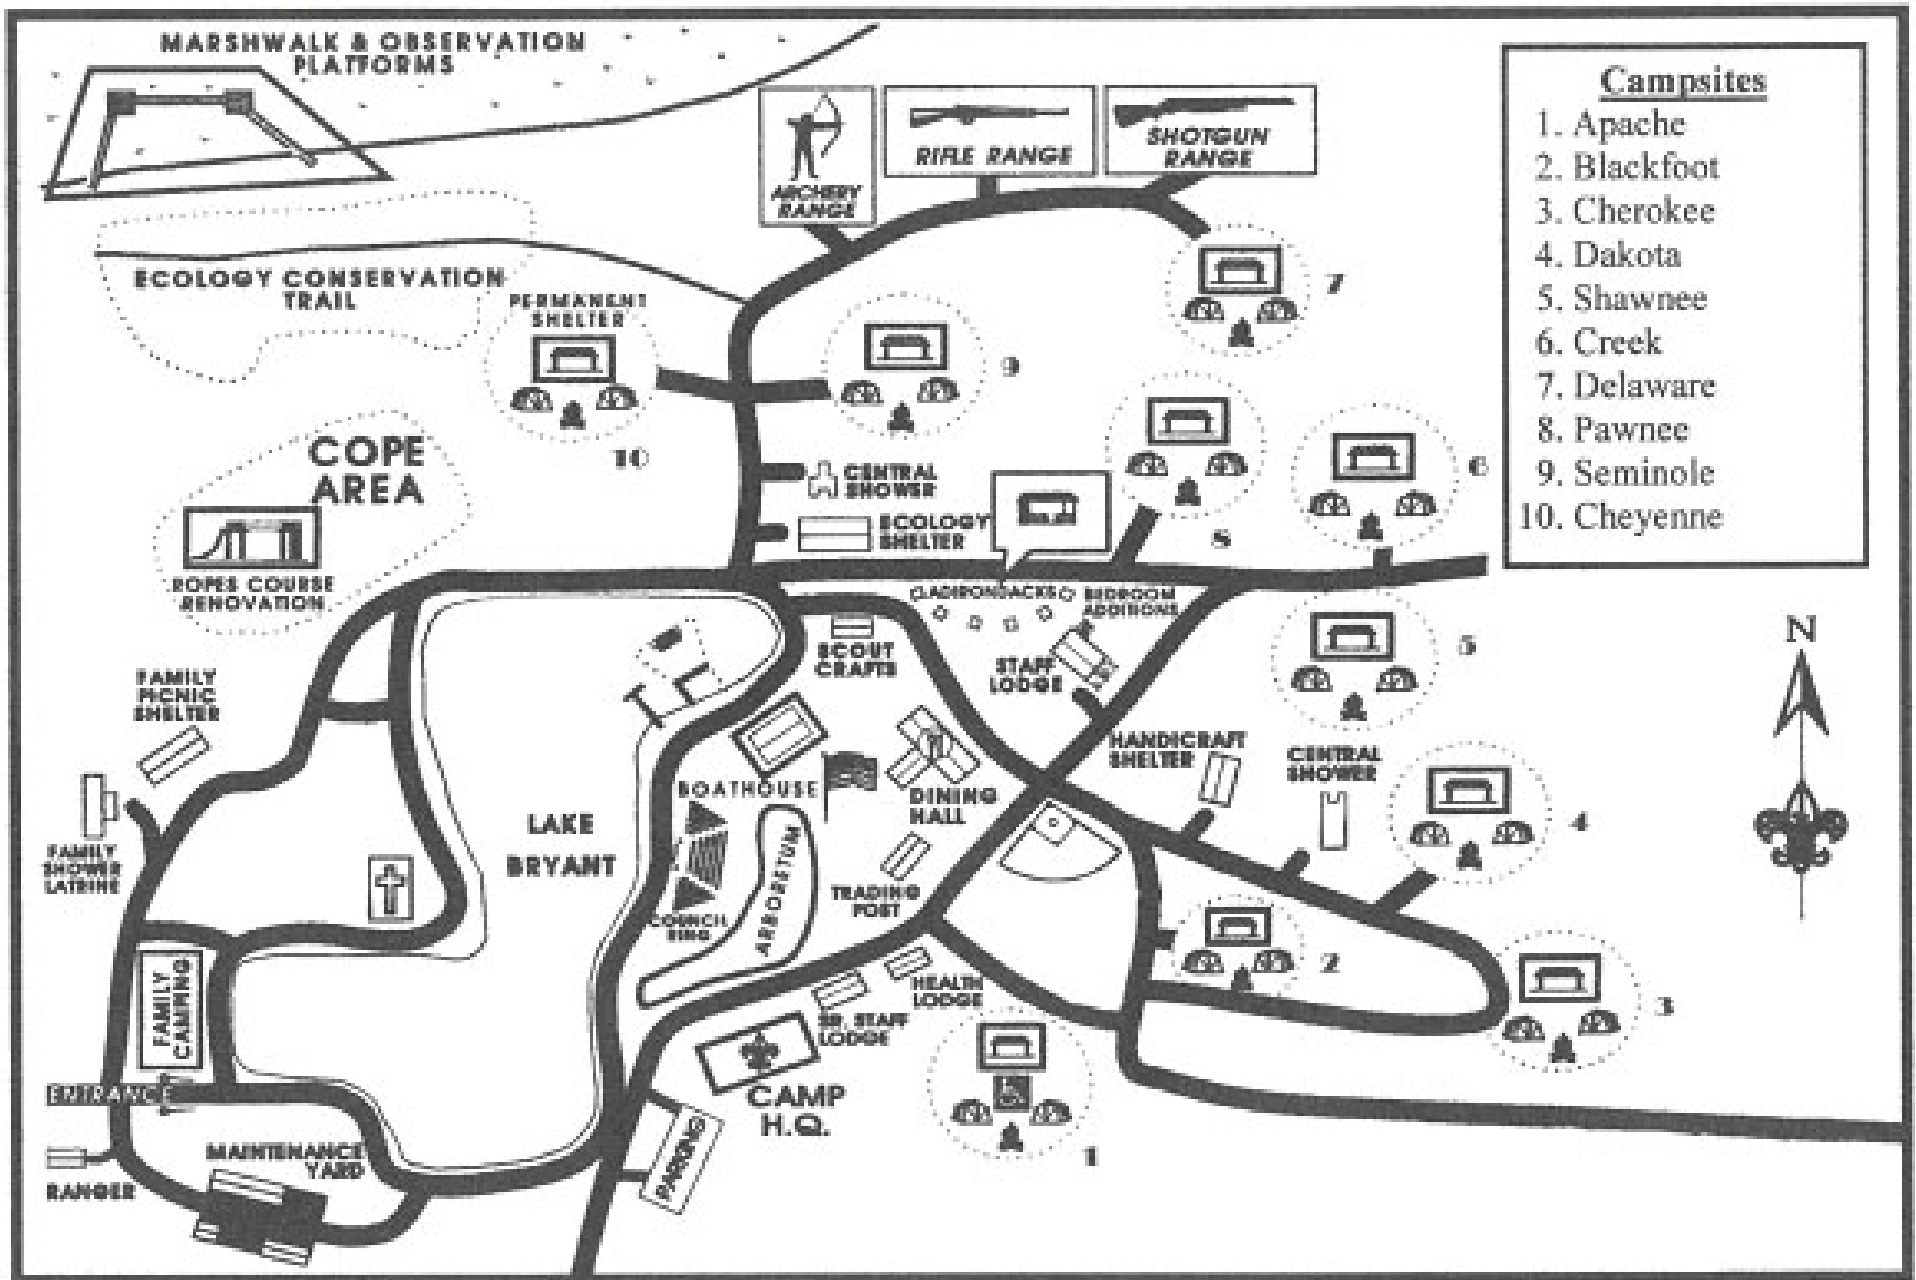 MARSHWALK & OBSERVATION
PLATFORMS
ARCHERY
RANGE
RIFLE RANGE
SHOTGUN
RANGE
Campsites
1. Apache
2. Blackfoot
3. Cherokee
4. Dakota
5. Shawnee
6. Creek
7. Delaware
8. Pawnee
9. Seminole
10. Cheyenne
ECOLOGY CONSERVATION
TRAIL
PERMANENT
SHELTER
7
9
10
COPE
AREA
ROPES COURSE
RENOVATION
CENTRAL
SHOWER
ECOLOGY
SHELTER
8
6
ADIRONDACKS
BEDROOM
ADDITIONS
SCOUT
CRAFTS
STAFF
LODGE
5
N
FAMILY
PICNIC
SHELTER
HANDICRAFT
SHELTER
CENTRAL
SHOWER
BOATHOUSE
DINING
HALL
4
LAKE
BRYANT
FAMILY
SHOWER
LATRINE
COUNCIL
RING
ARBORETUM
TRADING
POST
2
3
FAMILY
CAMPING
HEALTH
LODGE
SR. STAFF
LODGE
ENTRANCE
CAMP
H.Q.
PARKING
1
MAINTENANCE
YARD
RANGER